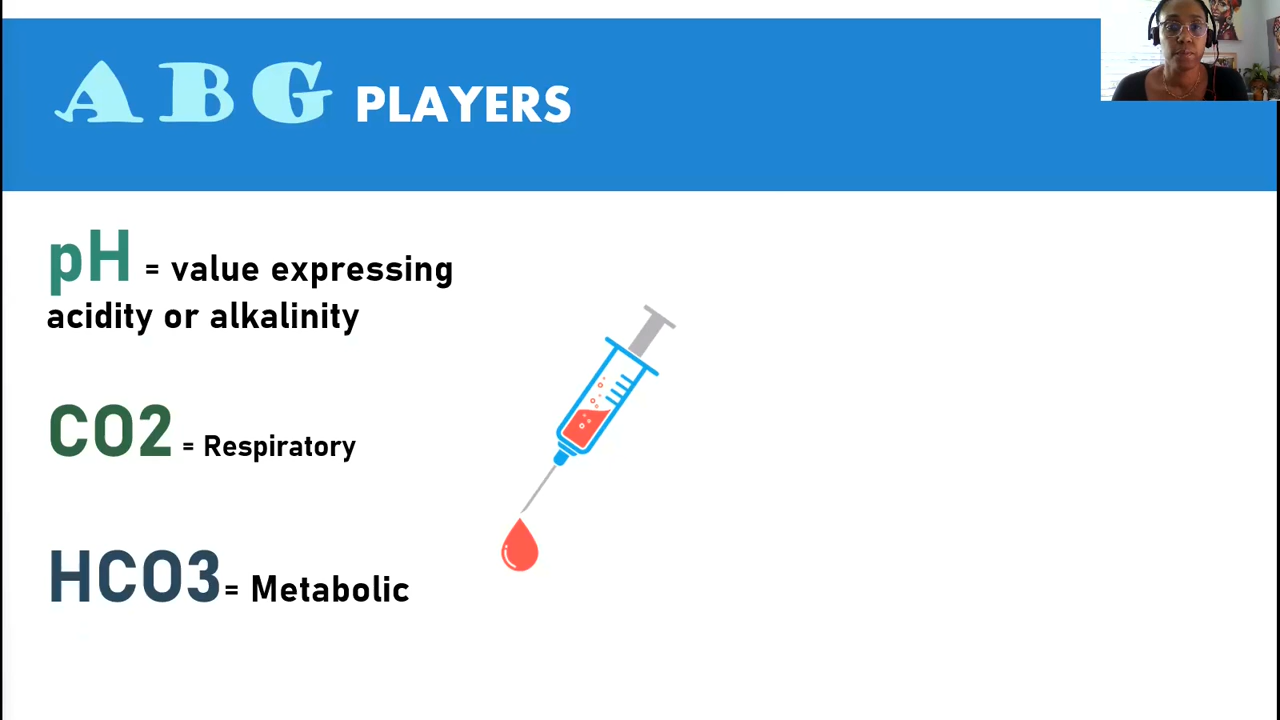 ABG PLAYERS
pH = value expressing
acidity or alkalinity
CO2 = Respiratory
HCO3= Metabolic